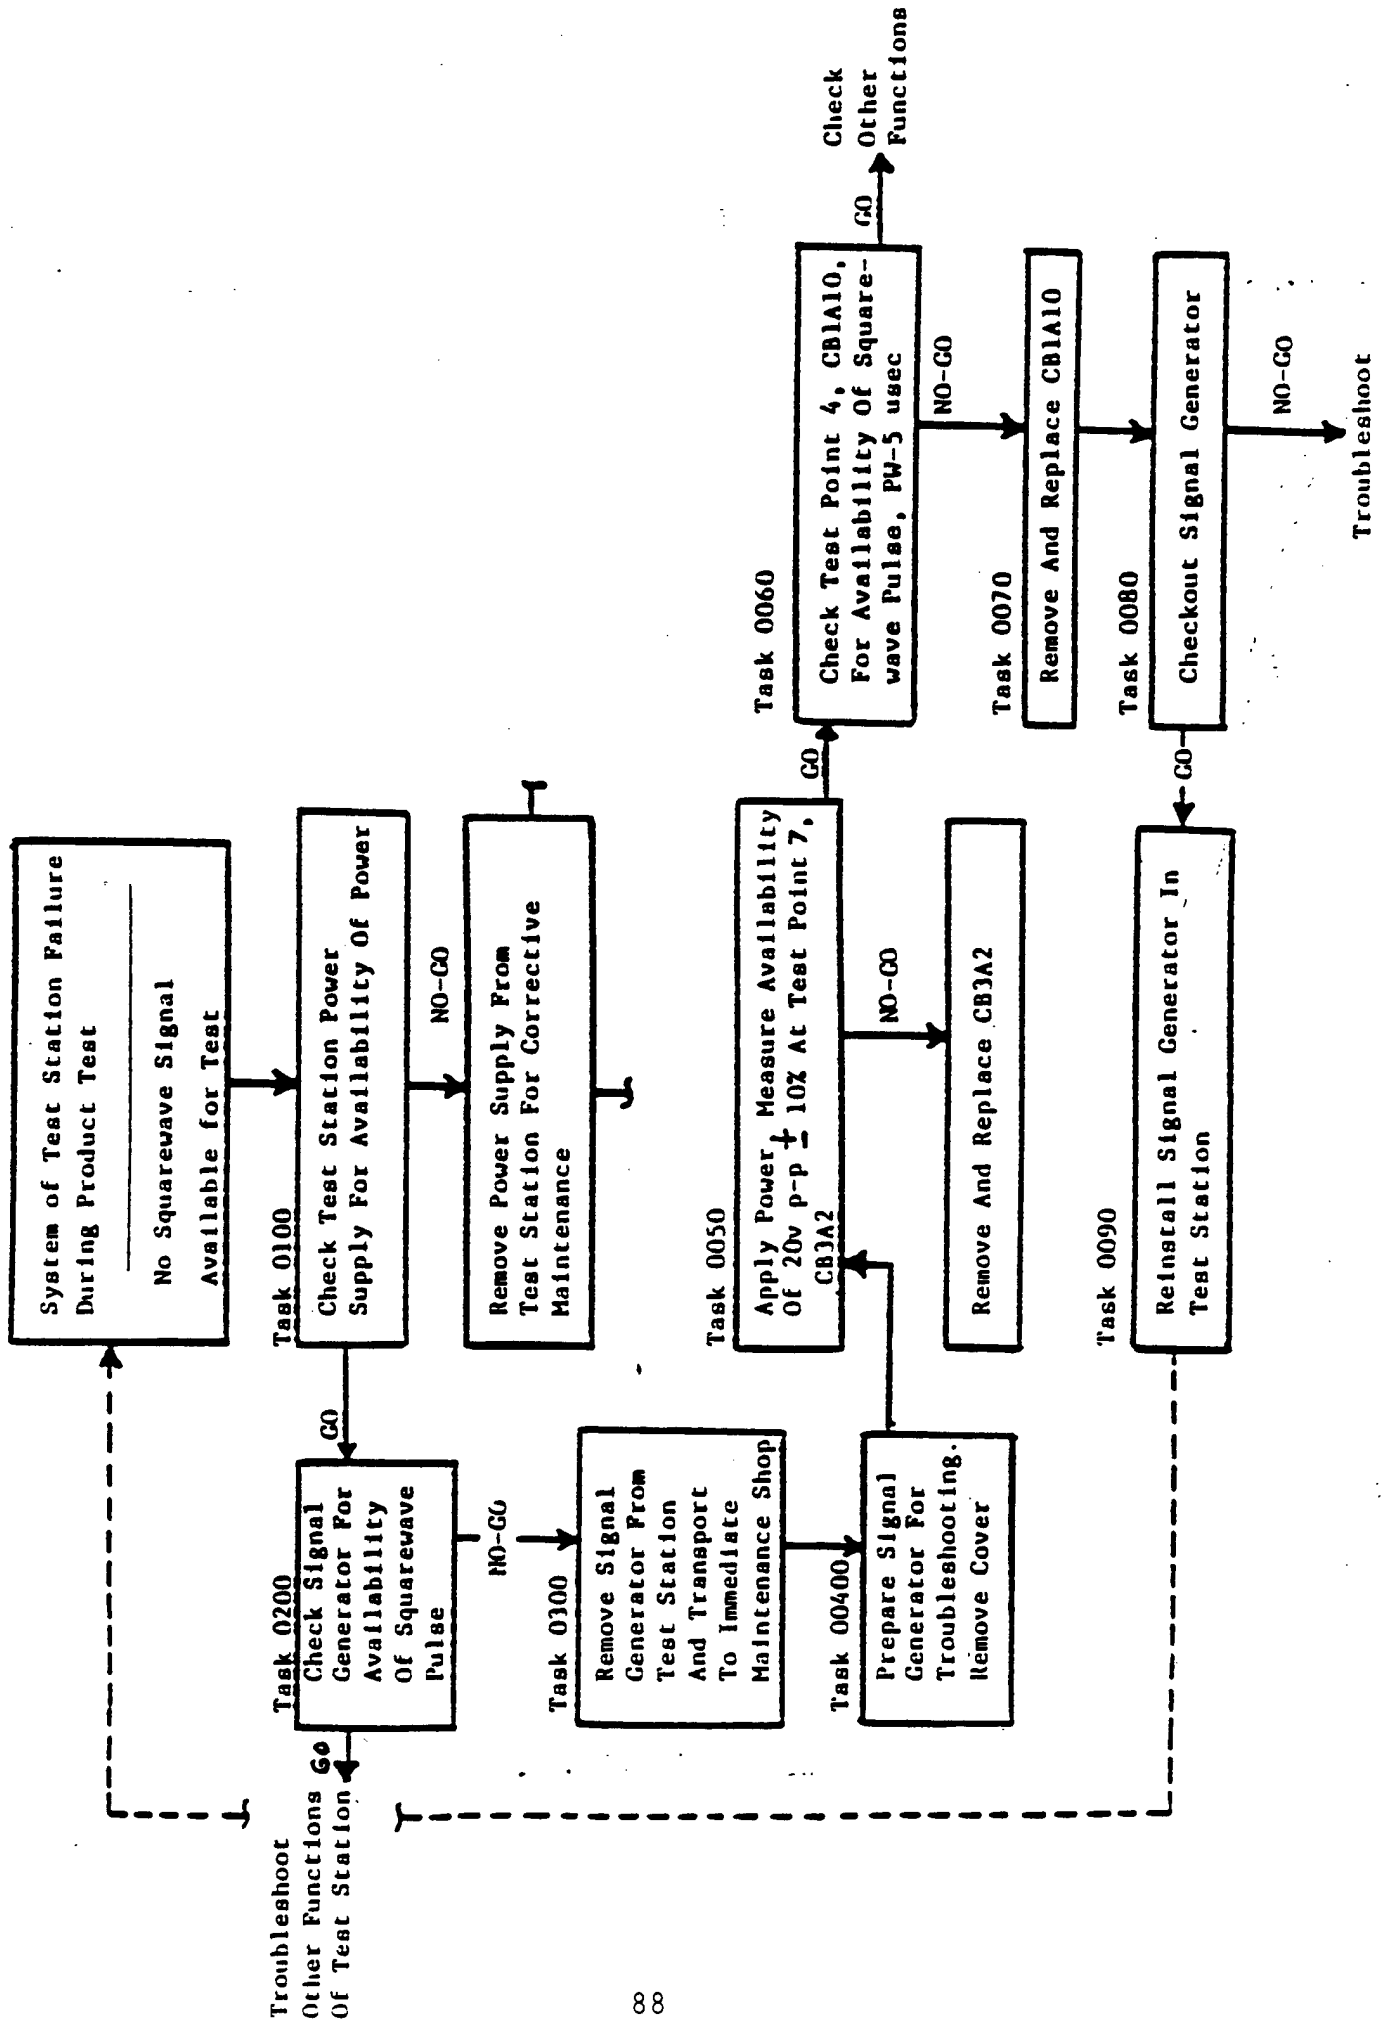 System of Test Station Failure
During Product Test
No Squarewave Signal
Available for Test
Task 0100
Check Test Station Power
Supply For Availability Of Power
NO-GO
Remove Power Supply From
Test Station For Corrective
Maintenance
GO
Task 0200
Check Signal
Generator For
Availability
Of Squarewave
Pulse
GO
Troubleshoot
Other Functions
Of Test Station
NO-GO
Task 0300
Remove Signal
Generator From
Test Station
And Transport
To Immediate
Maintenance Shop
Task 00400
Prepare Signal
Generator For
Troubleshooting.
Remove Cover
Task 0050
Apply Power, Measure Availability
Of 20v p-p ± 10% At Test Point 7,
CB3A2
NO-GO
Remove And Replace CB3A2
GO
Task 0060
Check Test Point 4, CB1A10,
For Availability Of Square-
wave Pulse, PW-5 usec
GO
Check
Other
Functions
NO-GO
Task 0070
Remove And Replace CB1A10
Task 0080
Checkout Signal Generator
NO-GO
Troubleshoot
GO
Task 0090
Reinstall Signal Generator In
Test Station
88